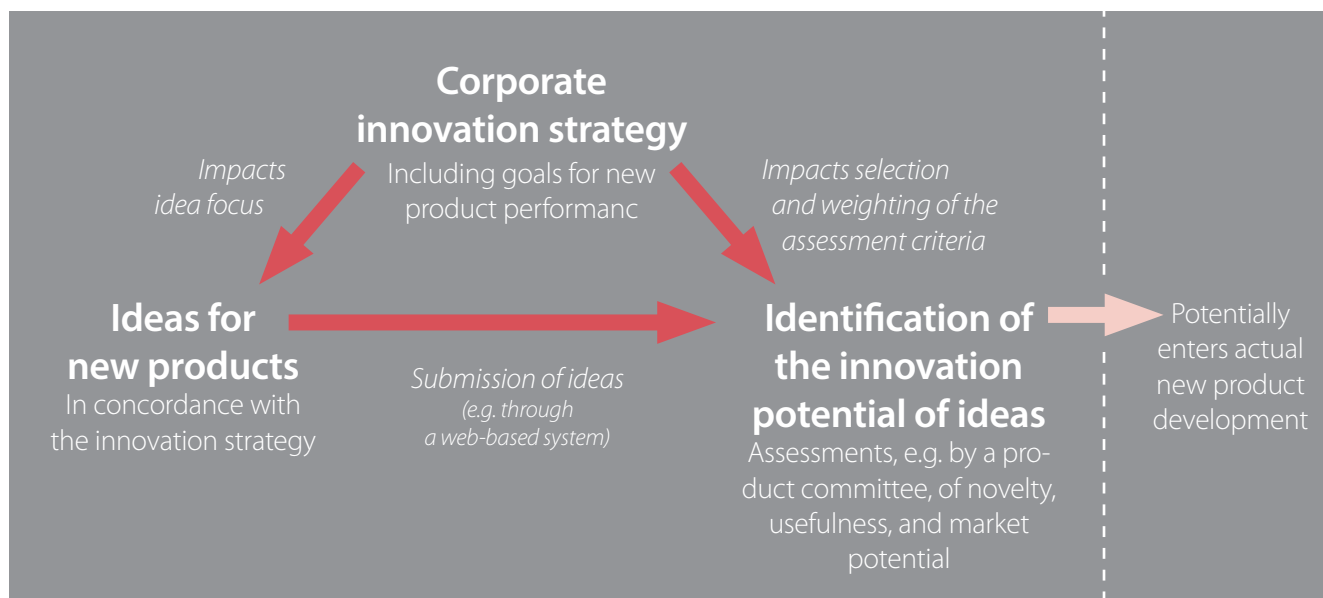 Corporate
innovation strategy
Including goals for new
product performanc
Impacts
idea focus
Impacts selection
and weighting of the
assessment criteria
Ideas for
new products
In concordance with
the innovation strategy
Submission of ideas
(e.g. through
a web-based system)
Identification of
the innovation
potential of ideas
Assessments, e.g. by a pro-
duct committee, of novelty,
usefulness, and market
potential
Potentially
enters actual
new product
development